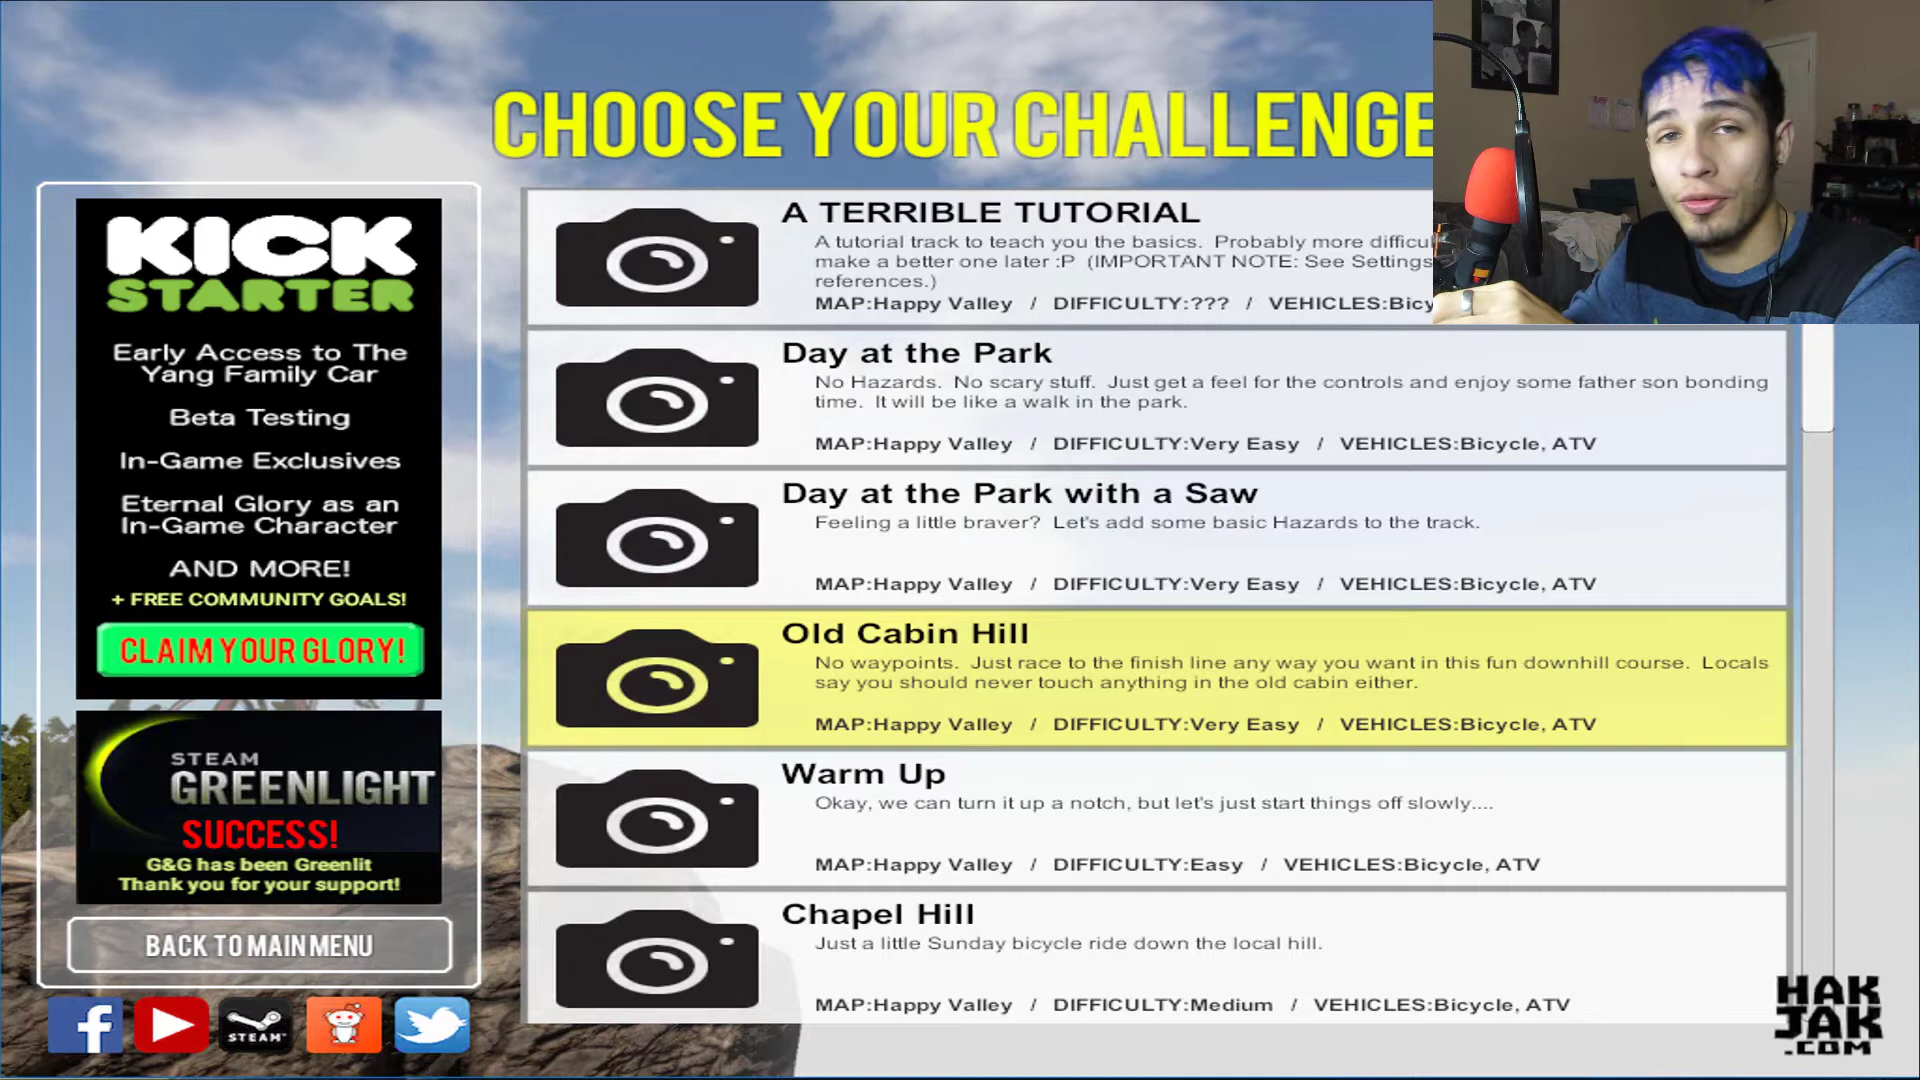 CHOOSE YOUR CHALLENGE
KICK
STARTER
Early Access to The
Yang Family Car
Beta Testing
In-Game Exclusives
Eternal Glory as an
In-Game Character
AND MORE!
+ FREE COMMUNITY GOALS!
CLAIM YOUR GLORY!
STEAM
GREENLIGHT
SUCCESS!
G&G has been Greenlit
Thank you for your support!
BACK TO MAIN MENU
STEAM
A TERRIBLE TUTORIAL
A tutorial track to teach you the basics. Probably more difficul
make a better one later :P (IMPORTANT NOTE: See Settings
references.)
MAP:Happy Valley / DIFFICULTY:??? / VEHICLES:Bicy
Day at the Park
No Hazards. No scary stuff. Just get a feel for the controls and enjoy some father son bonding
time. It will be like a walk in the park.
MAP:Happy Valley / DIFFICULTY:Very Easy / VEHICLES:Bicycle, ATV
Day at the Park with a Saw
Feeling a little braver? Let's add some basic Hazards to the track.
MAP:Happy Valley / DIFFICULTY:Very Easy / VEHICLES:Bicycle, ATV
Old Cabin Hill
No waypoints. Just race to the finish line any way you want in this fun downhill course. Locals
say you should never touch anything in the old cabin either.
MAP:Happy Valley / DIFFICULTY:Very Easy / VEHICLES:Bicycle, ATV
Warm Up
Okay, we can turn it up a notch, but let's just start things off slowly....
MAP:Happy Valley / DIFFICULTY:Easy / VEHICLES:Bicycle, ATV
Chapel Hill
Just a little Sunday bicycle ride down the local hill.
MAP:Happy Valley / DIFFICULTY:Medium / VEHICLES:Bicycle, ATV
HAK
JAK
.COM